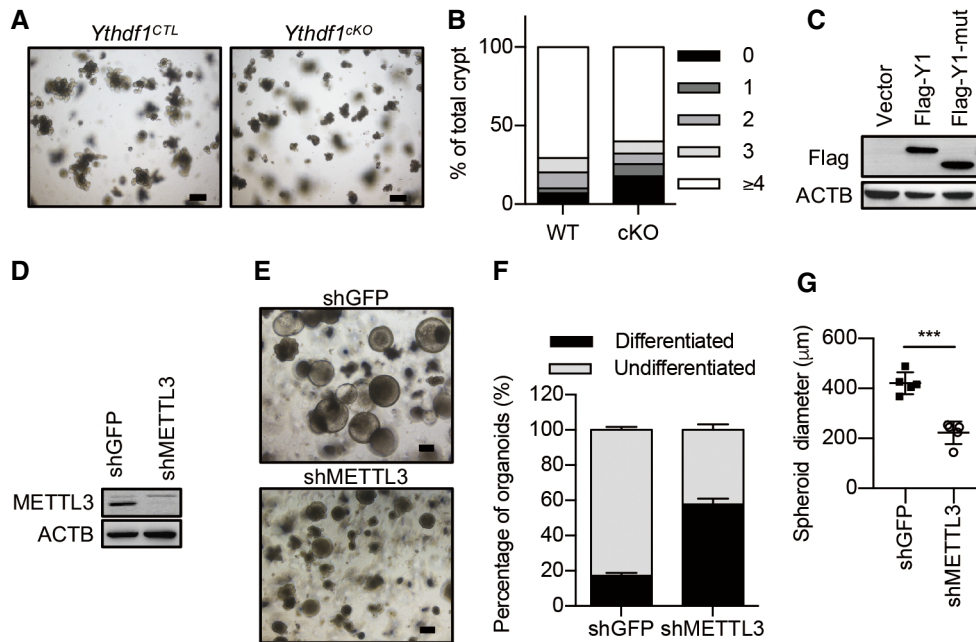 A
Ythdf1CTL
Ythdf1cKO
B
% of total crypt
100
50
0
WT
cKO
0
1
2
3
≥4
C
Vector
Flag-Y1
Flag-Y1-mut
Flag
ACTB
D
shGFP
shMETTL3
METTL3
ACTB
E
shGFP
shMETTL3
F
Differentiated
Undifferentiated
Percentage of organoids (%)
120
100
80
60
40
20
0
shGFP
shMETTL3
G
Spheroid diameter (μm)
600
400
200
0
***
shGFP
shMETTL3